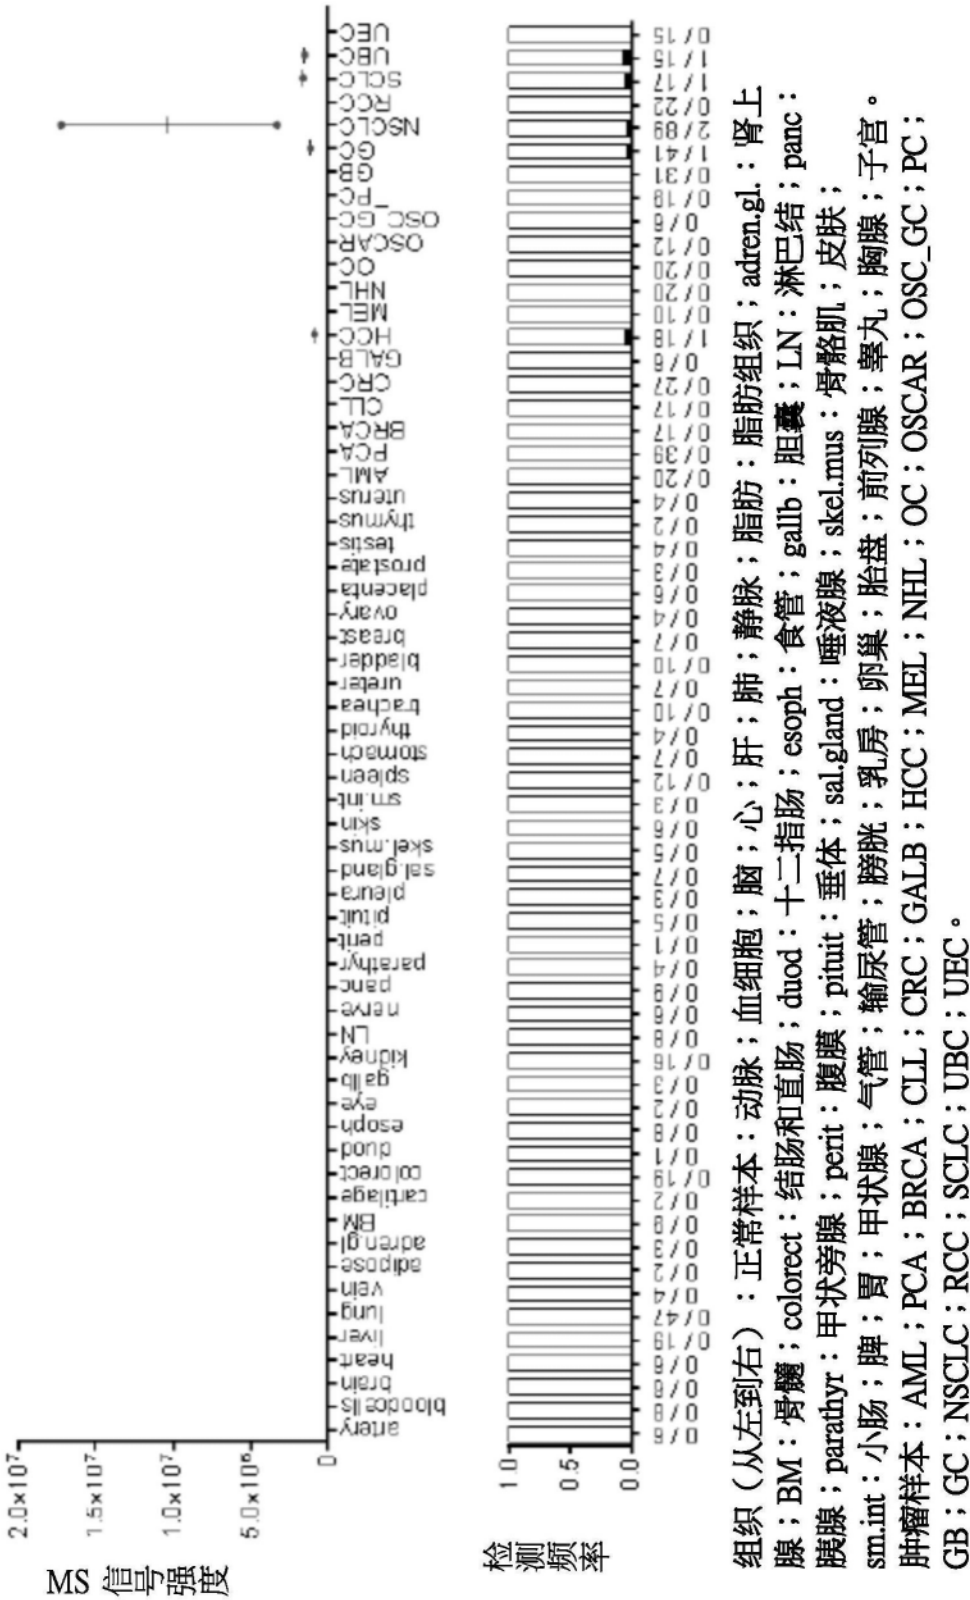 MS 信号强度
2.0×10⁷
1.5×10⁷
1.0×10⁷
5.0×10⁶
0
artery
bloodcells
brain
heart
liver
lung
vein
adipose
adren.gl
BM
cartilage
colorect
duod
esoph
eye
gallb
kidney
LN
nerve
panc
parathyr
perit
pituit
pleura
sal.gland
skel.mus
skin
sm.int
spleen
stomach
thyroid
trachea
ureter
bladder
breast
ovary
placenta
prostate
testis
thymus
uterus
AML
PCA
BRCA
CLL
CRC
GALB
HCC
MEL
NHL
OC
OSCAR
OSC_GC
_PC
GB
GC
NSCLC
RCC
SCLC
UBC
UEC
检测频率
1.0
0.5
0.0
0 / 6
0 / 8
0 / 6
0 / 6
0 / 19
0 / 47
0 / 4
0 / 2
0 / 3
0 / 9
0 / 2
0 / 19
0 / 1
0 / 8
0 / 2
0 / 3
0 / 16
0 / 8
0 / 6
0 / 9
0 / 4
0 / 1
0 / 5
0 / 3
0 / 7
0 / 5
0 / 6
0 / 3
0 / 12
0 / 7
0 / 4
0 / 10
0 / 7
0 / 10
0 / 7
0 / 4
0 / 6
0 / 3
0 / 4
0 / 2
0 / 4
0 / 20
0 / 39
0 / 17
0 / 17
0 / 27
0 / 6
1 / 18
0 / 10
0 / 20
0 / 20
0 / 12
0 / 6
0 / 19
0 / 31
1 / 41
2 / 89
0 / 22
1 / 17
1 / 15
0 / 15
组织（从左到右）：正常样本：动脉；血细胞；脑；心；肝；肺；静脉；脂肪：脂肪组织；adren.gl.：肾上
腺；BM：骨髓；colorect：结肠和直肠；duod：十二指肠；esoph：食管；gallb：胆囊；LN：淋巴结；panc：
胰腺；parathyr：甲状旁腺；perit：腹膜；pituit：垂体；sal.gland：唾液腺；skel.mus：骨骼肌；皮肤；
sm.int：小肠；脾；胃；甲状腺；气管；输尿管；膀胱；乳房；卵巢；胎盘；前列腺；睾丸；胸腺；子宫。
肿瘤样本：AML；PCA；BRCA；CLL；CRC；GALB；HCC；MEL；NHL；OC；OSCAR；OSC_GC；PC；
GB；GC；NSCLC；RCC；SCLC；UBC；UEC。